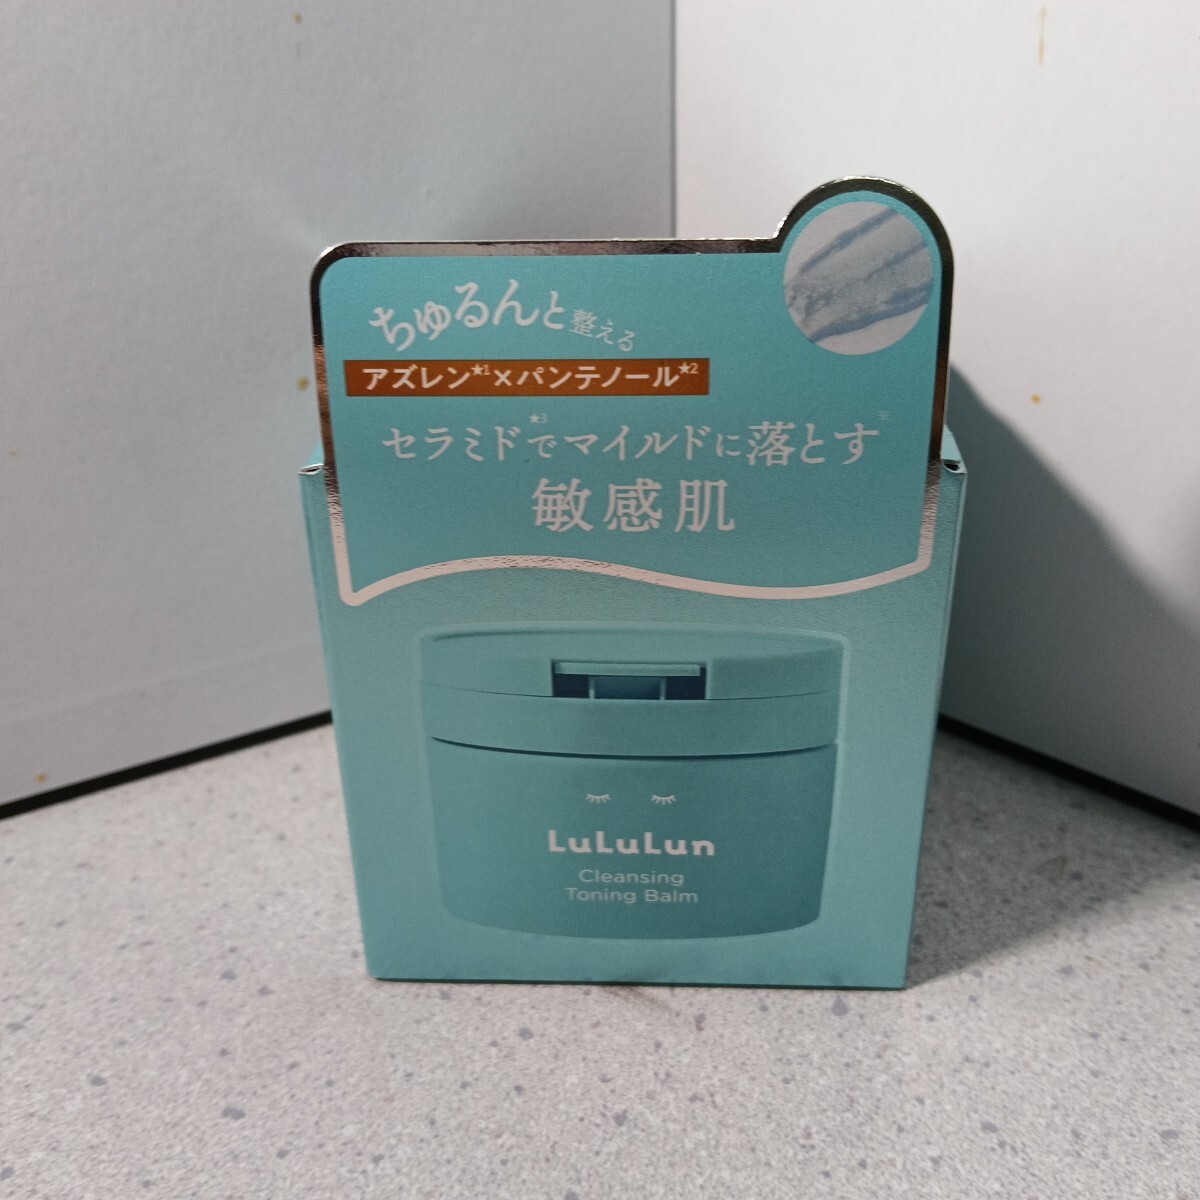 ちゅるんと整える
アズレン★1×パンテノール★2
セラミド★3でマイルドに落とす※
敏感肌
LuLuLun
Cleansing
Toning Balm